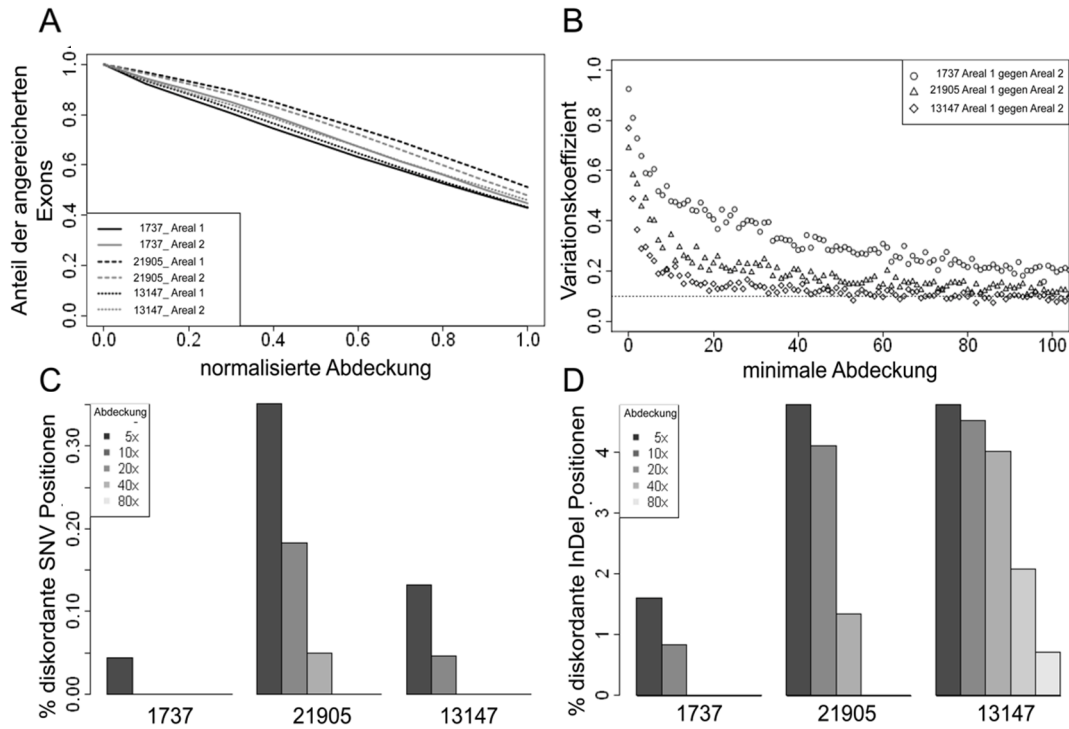 A
Anteil der angereicherten
Exons
1.0
0.8
0.6
0.4
0.2
0.0
1737_ Areal 1
1737_ Areal 2
21905_ Areal 1
21905_ Areal 2
13147_ Areal 1
13147_ Areal 2
0.0 0.2 0.4 0.6 0.8 1.0
normalisierte Abdeckung
B
Variationskoeffizient
1.0
0.8
0.6
0.4
0.2
0.0
1737 Areal 1 gegen Areal 2
21905 Areal 1 gegen Areal 2
13147 Areal 1 gegen Areal 2
0 20 40 60 80 100
minimale Abdeckung
C
% diskordante SNV Positionen
0.30
0.20
0.10
0.00
Abdeckung
5x
10x
20x
40x
80x
1737 21905 13147
D
% diskordante InDel Positionen
4
3
2
1
0
Abdeckung
5x
10x
20x
40x
80x
1737 21905 13147